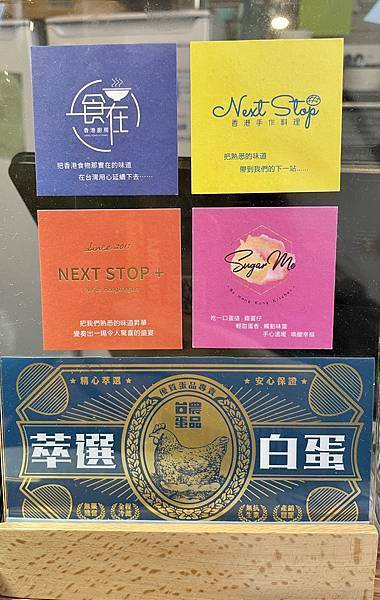 食在
香港廚房
把香港食物那實在的味道
在台灣用心延續下去......
Next Stop
香港手作料理
把熟悉的味道
帶到我們的下一站......
since 2017
NEXT STOP +
把我們熟悉的味道昇華
變奏出一場令人驚喜的盛宴
Sugar Me
By Hong Kong Kitchen
吃一口蛋撻.雞蛋仔
輕甜蛋香.觸動味蕾
手心溫暖.喚醒幸福
★ 精心萃選 ★
優質蛋品專賣
★ 安心保證 ★
萃選
白蛋